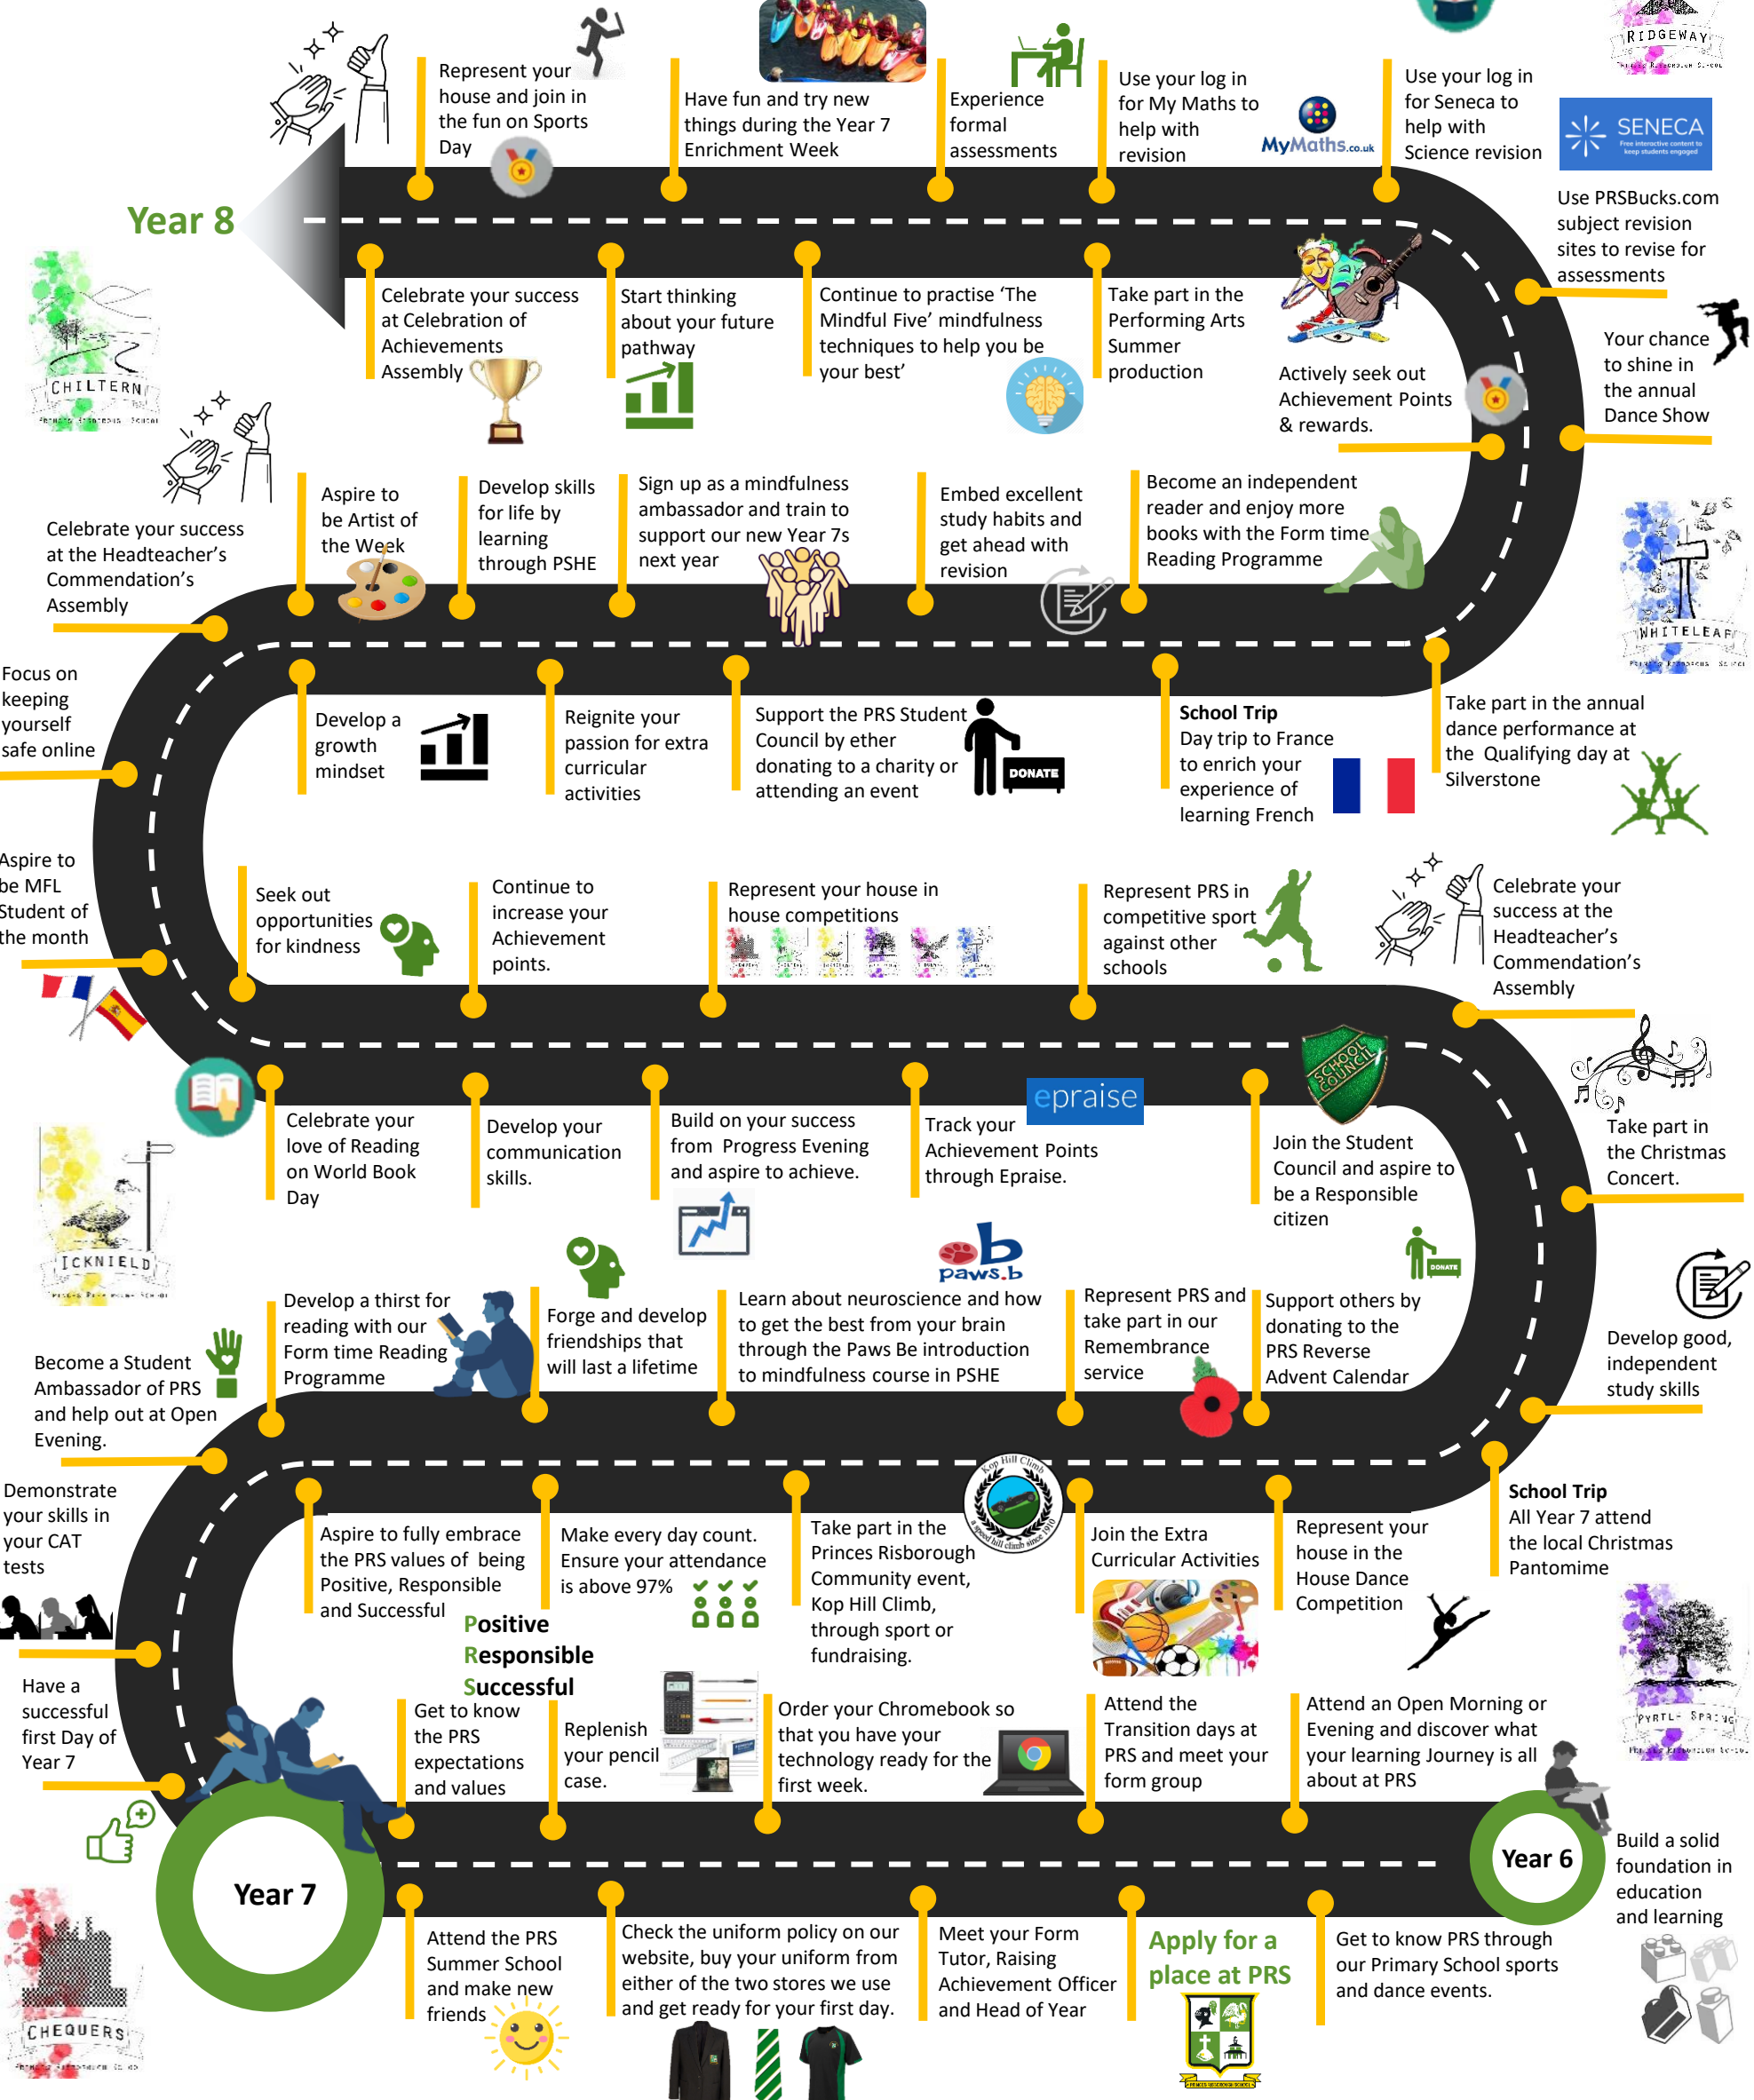 RIDGEWAY
Represent your
house and join in
the fun on Sports
Day
Have fun and try new
things during the Year 7
Enrichment Week
Experience
formal
assessments
Use your log in
for My Maths to
help with
revision
MyMaths.co.uk
Use your log in
for Seneca to
help with
Science revision
SENECA
Free interactive content to
keep students engaged
Use PRSBucks.com
subject revision
sites to revise for
assessments
Year 8
Celebrate your success
at Celebration of
Achievements
Assembly
Start thinking
about your future
pathway
Continue to practise ‘The
Mindful Five’ mindfulness
techniques to help you be
your best’
Take part in the
Performing Arts
Summer
production
Actively seek out
Achievement Points
& rewards.
Your chance
to shine in
the annual
Dance Show
CHILTERN
Celebrate your success
at the Headteacher’s
Commendation’s
Assembly
Aspire to
be Artist of
the Week
Develop skills
for life by
learning
through PSHE
Sign up as a mindfulness
ambassador and train to
support our new Year 7s
next year
Embed excellent
study habits and
get ahead with
revision
Become an independent
reader and enjoy more
books with the Form time
Reading Programme
WHITELEAF
Focus on
keeping
yourself
safe online
Develop a
growth
mindset
Reignite your
passion for extra
curricular
activities
Support the PRS Student
Council by ether
donating to a charity or
attending an event
DONATE
School Trip
Day trip to France
to enrich your
experience of
learning French
Take part in the annual
dance performance at
the Qualifying day at
Silverstone
Aspire to
be MFL
Student of
the month
Seek out
opportunities
for kindness
Continue to
increase your
Achievement
points.
Represent your house in
house competitions
Represent PRS in
competitive sport
against other
schools
Celebrate your
success at the
Headteacher’s
Commendation’s
Assembly
Celebrate your
love of Reading
on World Book
Day
Develop your
communication
skills.
Build on your success
from Progress Evening
and aspire to achieve.
epraise
Track your
Achievement Points
through Epraise.
SCHOOL
COUNCIL
Join the Student
Council and aspire to
be a Responsible
citizen
Take part in
the Christmas
Concert.
ICKNIELD
Become a Student
Ambassador of PRS
and help out at Open
Evening.
Develop a thirst for
reading with our
Form time Reading
Programme
Forge and develop
friendships that
will last a lifetime
paws.b
Learn about neuroscience and how
to get the best from your brain
through the Paws Be introduction
to mindfulness course in PSHE
Represent PRS and
take part in our
Remembrance
service
DONATE
Support others by
donating to the
PRS Reverse
Advent Calendar
Develop good,
independent
study skills
Demonstrate
your skills in
your CAT
tests
Aspire to fully embrace
the PRS values of being
Positive, Responsible
and Successful
Positive
Responsible
Successful
Make every day count.
Ensure your attendance
is above 97%
Take part in the
Princes Risborough
Community event,
Kop Hill Climb,
through sport or
fundraising.
Kop Hill Climb
a speed hill climb since 1910
Join the Extra
Curricular Activities
Represent your
house in the
House Dance
Competition
School Trip
All Year 7 attend
the local Christmas
Pantomime
PYRTLE SPRING
Have a
successful
first Day of
Year 7
Get to know
the PRS
expectations
and values
Replenish
your pencil
case.
Order your Chromebook so
that you have your
technology ready for the
first week.
Attend the
Transition days at
PRS and meet your
form group
Attend an Open Morning or
Evening and discover what
your learning Journey is all
about at PRS
Year 7
Year 6
Build a solid
foundation in
education
and learning
CHEQUERS
Attend the PRS
Summer School
and make new
friends
Check the uniform policy on our
website, buy your uniform from
either of the two stores we use
and get ready for your first day.
Meet your Form
Tutor, Raising
Achievement Officer
and Head of Year
Apply for a
place at PRS
PRINCES RISBOROUGH SCHOOL
Get to know PRS through
our Primary School sports
and dance events.